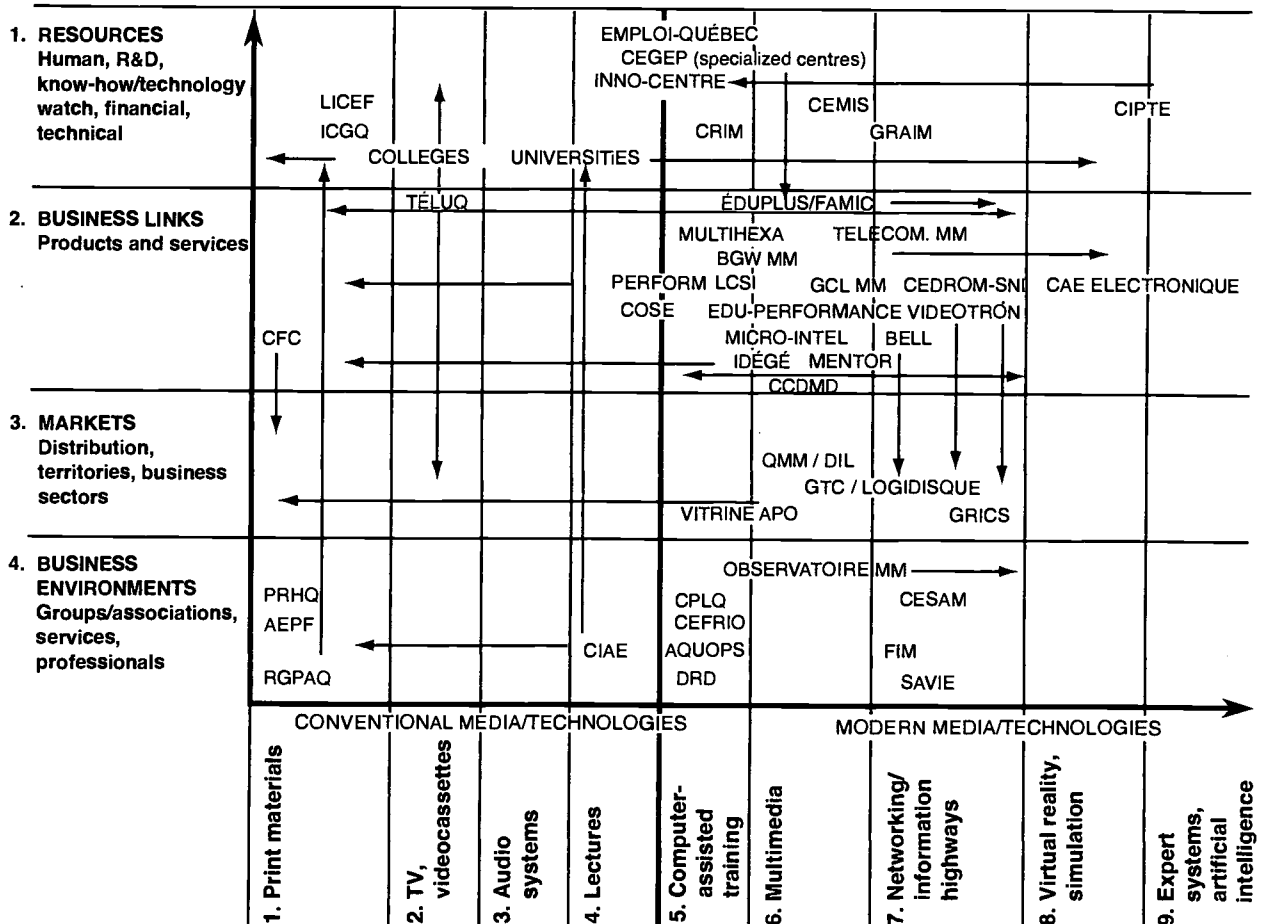 1. RESOURCES
Human, R&D,
know-how/technology
watch, financial,
technical
EMPLOI-QUÉBEC
CEGEP (specialized centres)
INNO-CENTRE
LICEF
CEMIS
CIPTE
ICGQ
CRIM
GRAIM
COLLEGES
UNIVERSITIES
2. BUSINESS LINKS
Products and services
TÉLUQ
ÉDUPLUS/FAMIC
MULTIHEXA
TELECOM. MM
BGW MM
PERFORM LCSI
GCL MM
CEDROM-SNI
CAE ELECTRONIQUE
COSE
EDU-PERFORMANCE
VIDEOTRON
CFC
MICRO-INTEL
BELL
IDÉGÉ
MENTOR
CCDMD
3. MARKETS
Distribution,
territories, business
sectors
QMM / DIL
GTC / LOGIDISQUE
VITRINE APO
GRICS
4. BUSINESS
ENVIRONMENTS
Groups/associations,
services,
professionals
OBSERVATOIRE MM
PRHQ
CPLQ
CESAM
AEPF
CEFRIO
CIAE
AQUOPS
FIM
RGPAQ
DRD
SAVIE
CONVENTIONAL MEDIA/TECHNOLOGIES
MODERN MEDIA/TECHNOLOGIES
1. Print materials
2. TV,
videocassettes
3. Audio
systems
4. Lectures
5. Computer-
assisted
training
6. Multimedia
7. Networking/
information
highways
8. Virtual reality,
simulation
9. Expert
systems,
artificial
intelligence